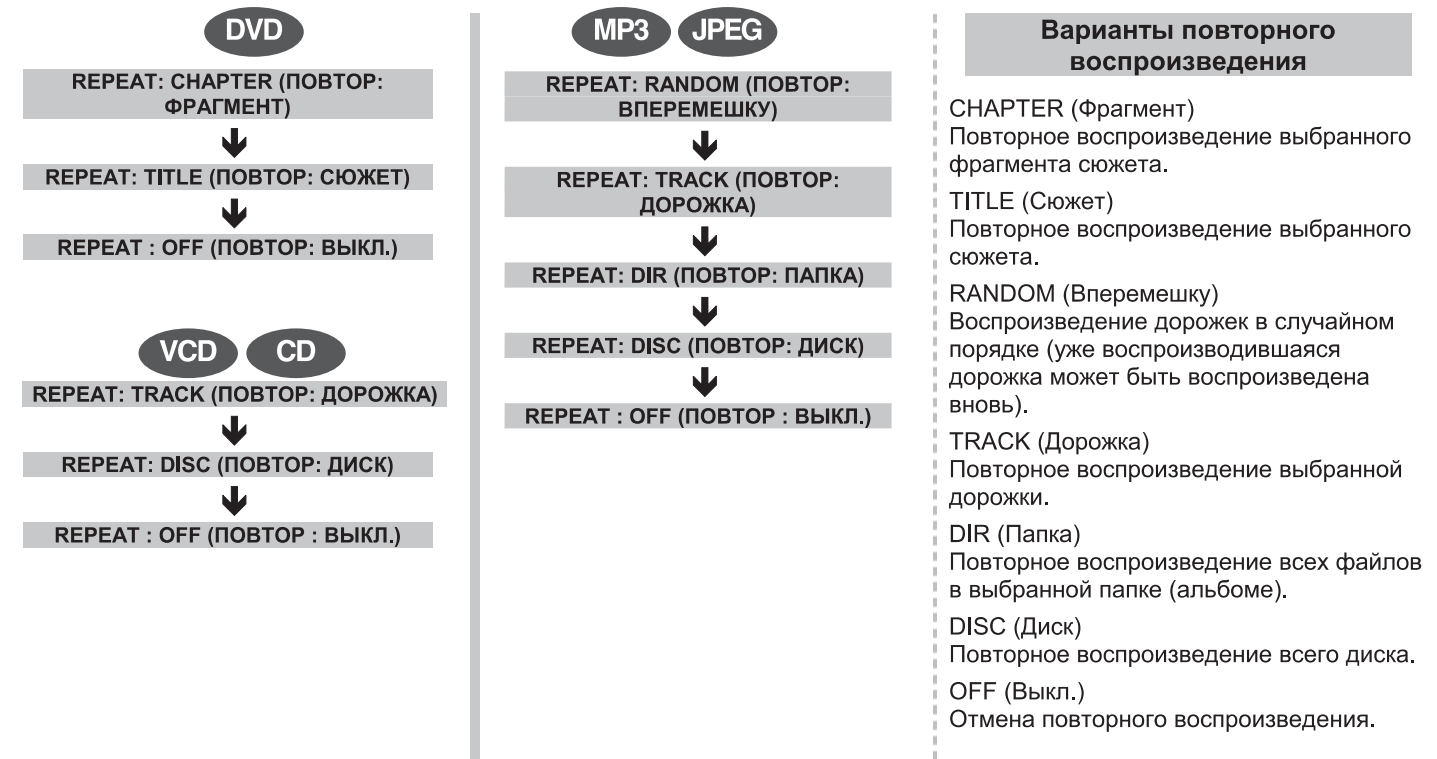 DVD
REPEAT: CHAPTER (ПОВТОР:
ФРАГМЕНТ)
REPEAT: TITLE (ПОВТОР: СЮЖЕТ)
REPEAT : OFF (ПОВТОР: ВЫКЛ.)
VCD CD
REPEAT: TRACK (ПОВТОР: ДОРОЖКА)
REPEAT: DISC (ПОВТОР: ДИСК)
REPEAT : OFF (ПОВТОР : ВЫКЛ.)
MP3 JPEG
REPEAT: RANDOM (ПОВТОР:
ВПЕРЕМЕШКУ)
REPEAT: TRACK (ПОВТОР:
ДОРОЖКА)
REPEAT: DIR (ПОВТОР: ПАПКА)
REPEAT: DISC (ПОВТОР: ДИСК)
REPEAT : OFF (ПОВТОР : ВЫКЛ.)
Варианты повторного
воспроизведения
CHAPTER (Фрагмент)
Повторное воспроизведение выбранного
фрагмента сюжета.
TITLE (Сюжет)
Повторное воспроизведение выбранного
сюжета.
RANDOM (Вперемешку)
Воспроизведение дорожек в случайном
порядке (уже воспроизводившаяся
дорожка может быть воспроизведена
вновь).
TRACK (Дорожка)
Повторное воспроизведение выбранной
дорожки.
DIR (Папка)
Повторное воспроизведение всех файлов
в выбранной папке (альбоме).
DISC (Диск)
Повторное воспроизведение всего диска.
OFF (Выкл.)
Отмена повторного воспроизведения.